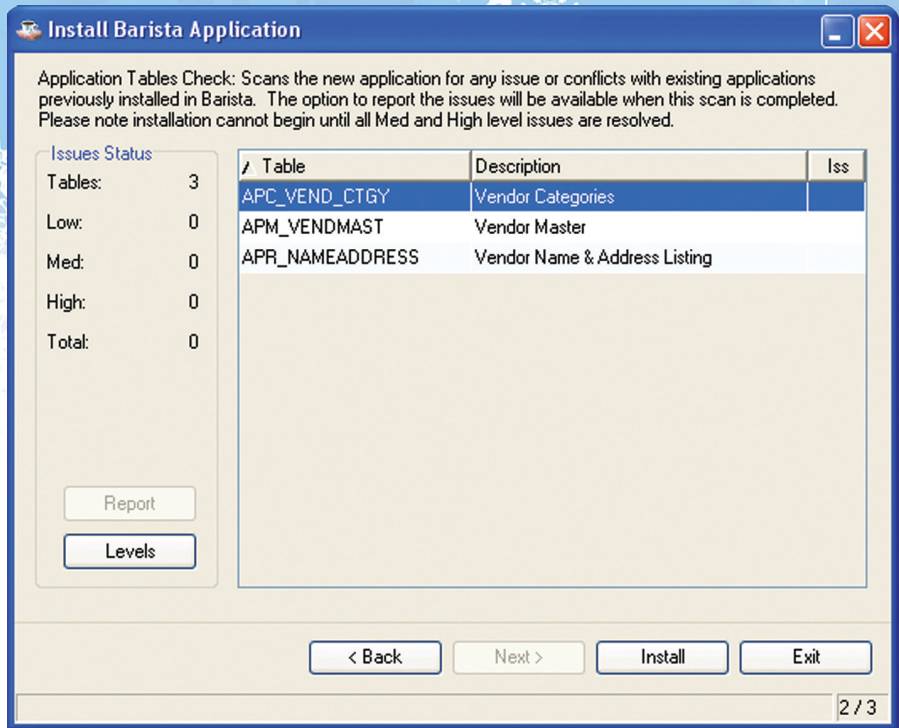 Install Barista Application
Application Tables Check: Scans the new application for any issue or conflicts with existing applications
previously installed in Barista. The option to report the issues will be available when this scan is completed.
Please note installation cannot begin until all Med and High level issues are resolved.
Issues Status
Tables: 3
Low: 0
Med: 0
High: 0
Total: 0
Report
Levels
Table Description Iss
APC_VEND_CTGY Vendor Categories
APM_VENDMAST Vendor Master
APR_NAMEADDRESS Vendor Name & Address Listing
< Back Next > Install Exit
2 / 3